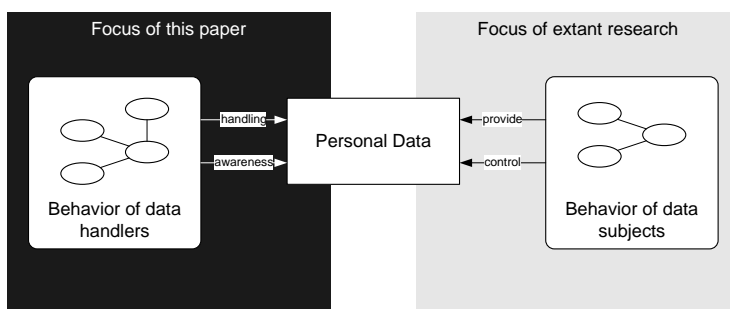 Focus of this paper
Focus of extant research
handling
awareness
Personal Data
provide
control
Behavior of data
handlers
Behavior of data
subjects